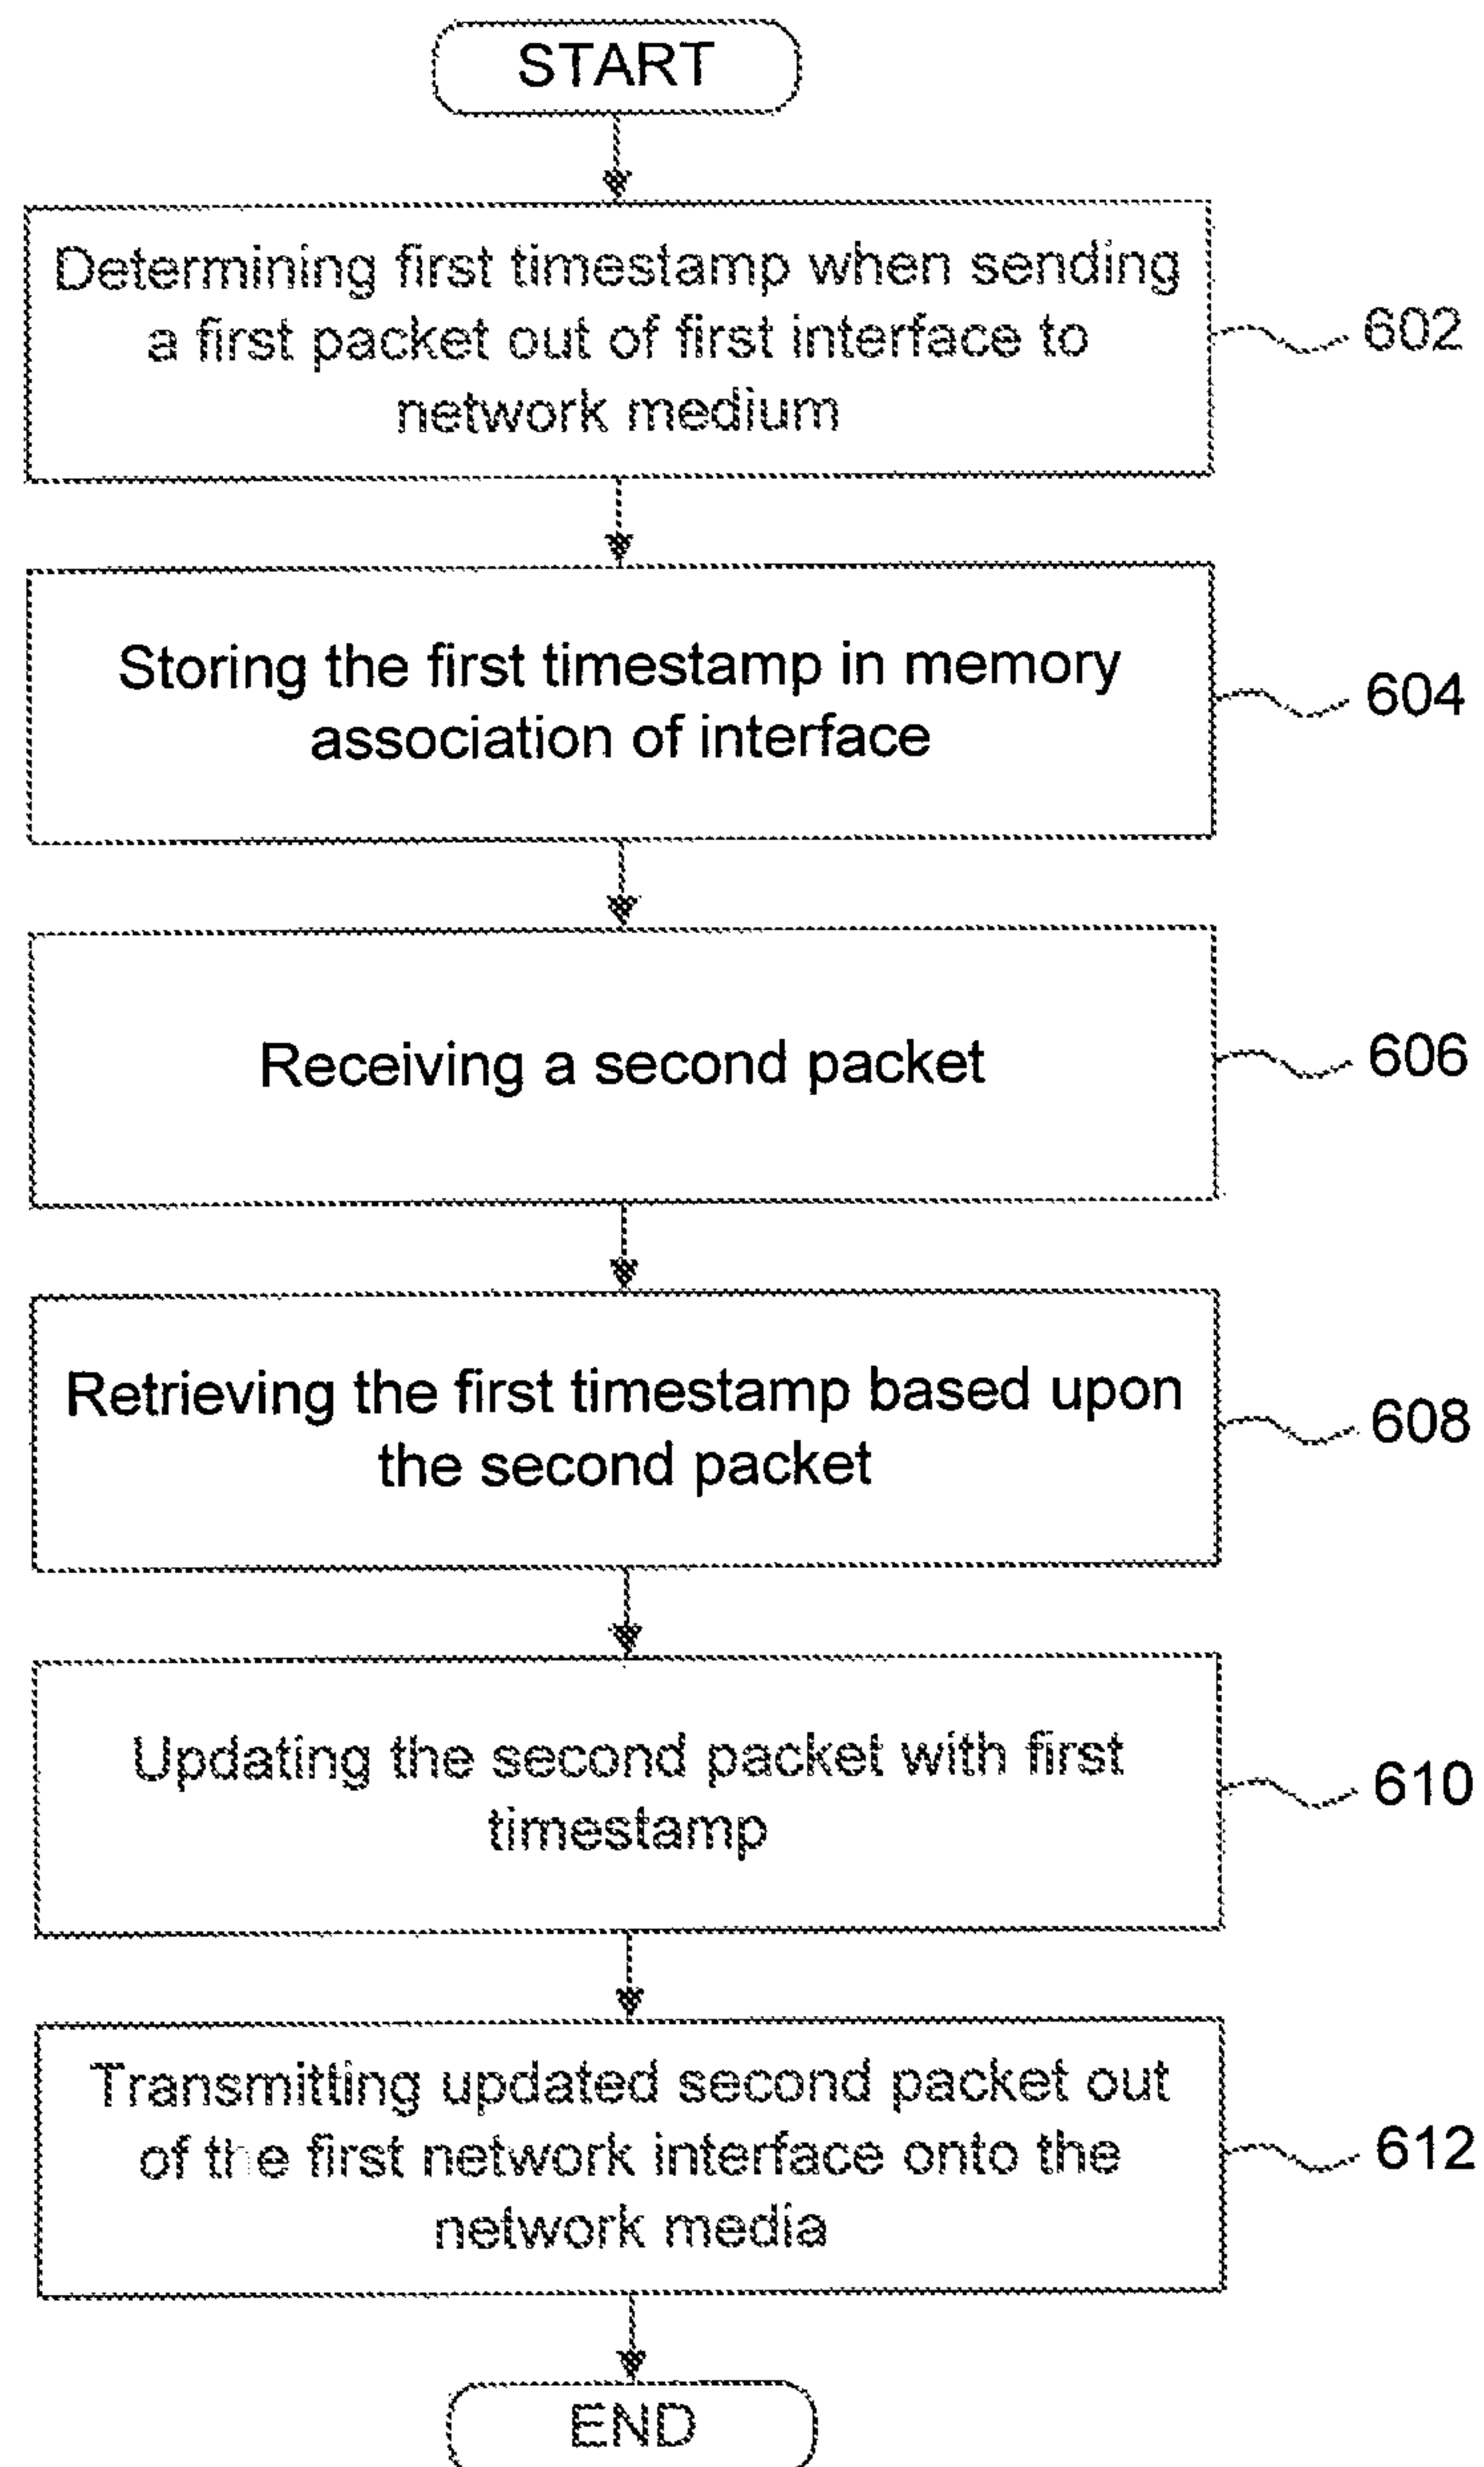 START
Determining first timestamp when sending
a first packet out of first interface to
network medium
602
Storing the first timestamp in memory
association of interface
604
Receiving a second packet
606
Retrieving the first timestamp based upon
the second packet
608
Updating the second packet with first
timestamp
610
Transmitting updated second packet out
of the first network interface onto the
network media
612
END